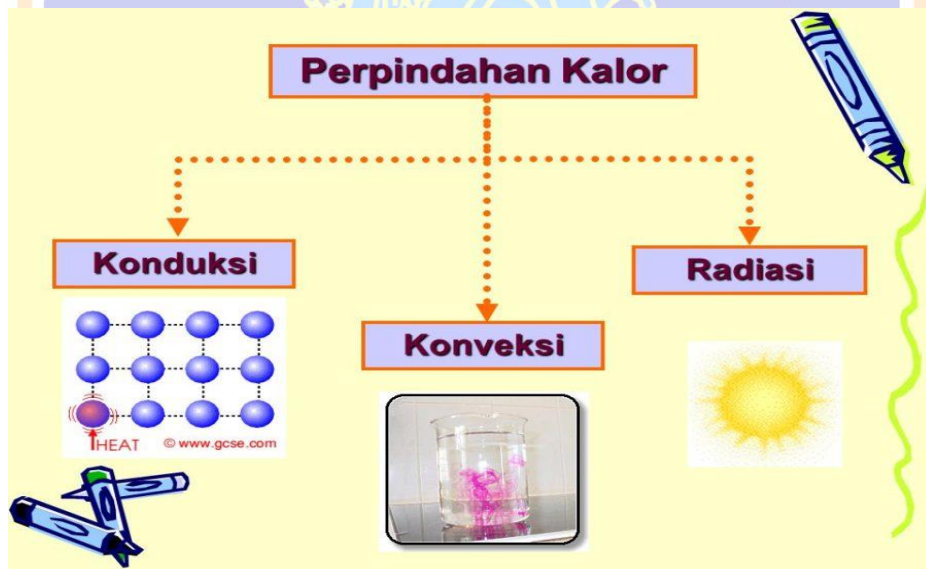 Perpindahan Kalor
Konduksi
Radiasi
Konveksi
HEAT © www.gcse.com